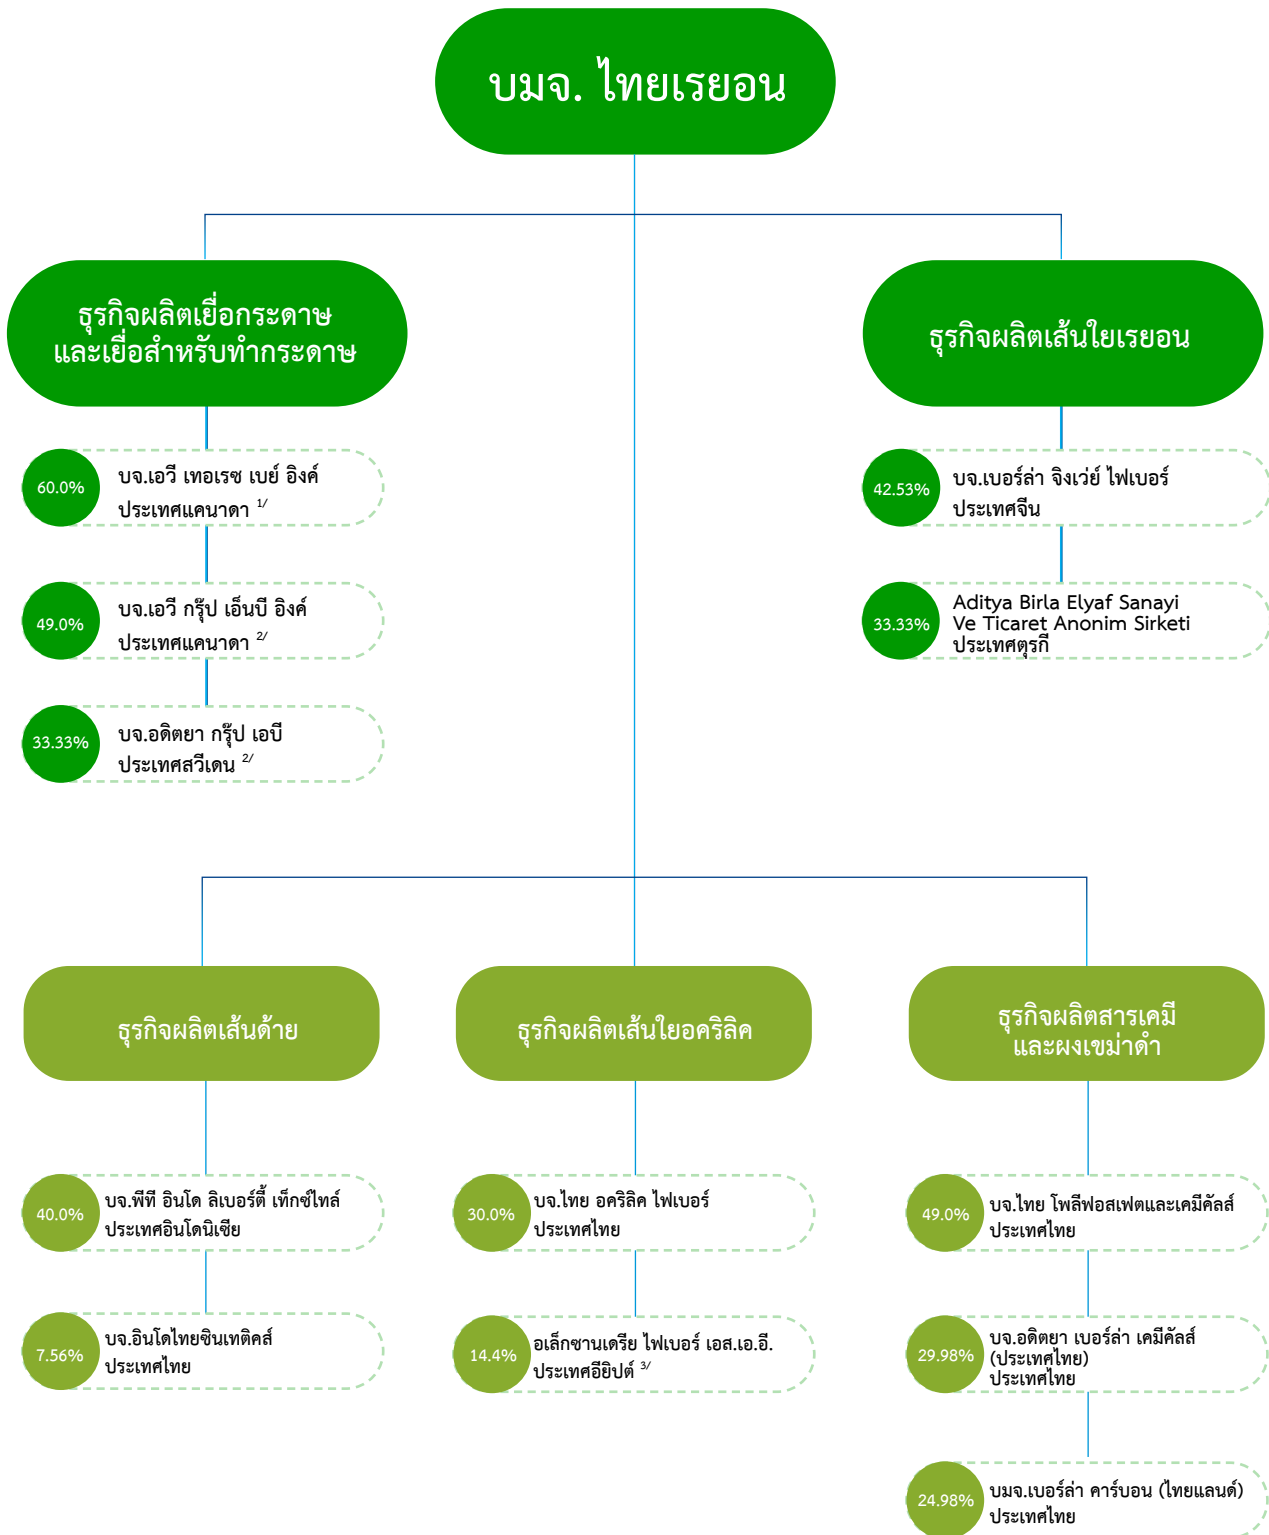 บมจ. ไทยเรยอน
ธุรกิจผลิตเยื่อกระดาษ
และเยื่อสำหรับทำกระดาษ
60.0%
บจ.เอวี เทอเรซ เบย์ อิงค์
ประเทศแคนาดา 1/
49.0%
บจ.เอวี กรุ๊ป เอ็นบี อิงค์
ประเทศแคนาดา 2/
33.33%
บจ.อดิตยา กรุ๊ป เอบี
ประเทศสวีเดน 2/
ธุรกิจผลิตเส้นใยเรยอน
42.53%
บจ.เบอร์ล่า จิงเว่ย์ ไฟเบอร์
ประเทศจีน
33.33%
Aditya Birla Elyaf Sanayi
Ve Ticaret Anonim Sirketi
ประเทศตุรกี
ธุรกิจผลิตเส้นด้าย
40.0%
บจ.พีที อินโด ลิเบอร์ตี้ เท็กซ์ไทล์
ประเทศอินโดนิเซีย
7.56%
บจ.อินโดไทยซินเทติคส์
ประเทศไทย
ธุรกิจผลิตเส้นใยอคริลิค
30.0%
บจ.ไทย อคริลิค ไฟเบอร์
ประเทศไทย
14.4%
อเล็กซานเดรีย ไฟเบอร์ เอส.เอ.อี.
ประเทศอียิปต์ 3/
ธุรกิจผลิตสารเคมี
และผงเขม่าดำ
49.0%
บจ.ไทย โพลีฟอสเฟตและเคมีคัลส์
ประเทศไทย
29.98%
บจ.อดิตยา เบอร์ล่า เคมีคัลส์
(ประเทศไทย)
ประเทศไทย
24.98%
บมจ.เบอร์ล่า คาร์บอน (ไทยแลนด์)
ประเทศไทย